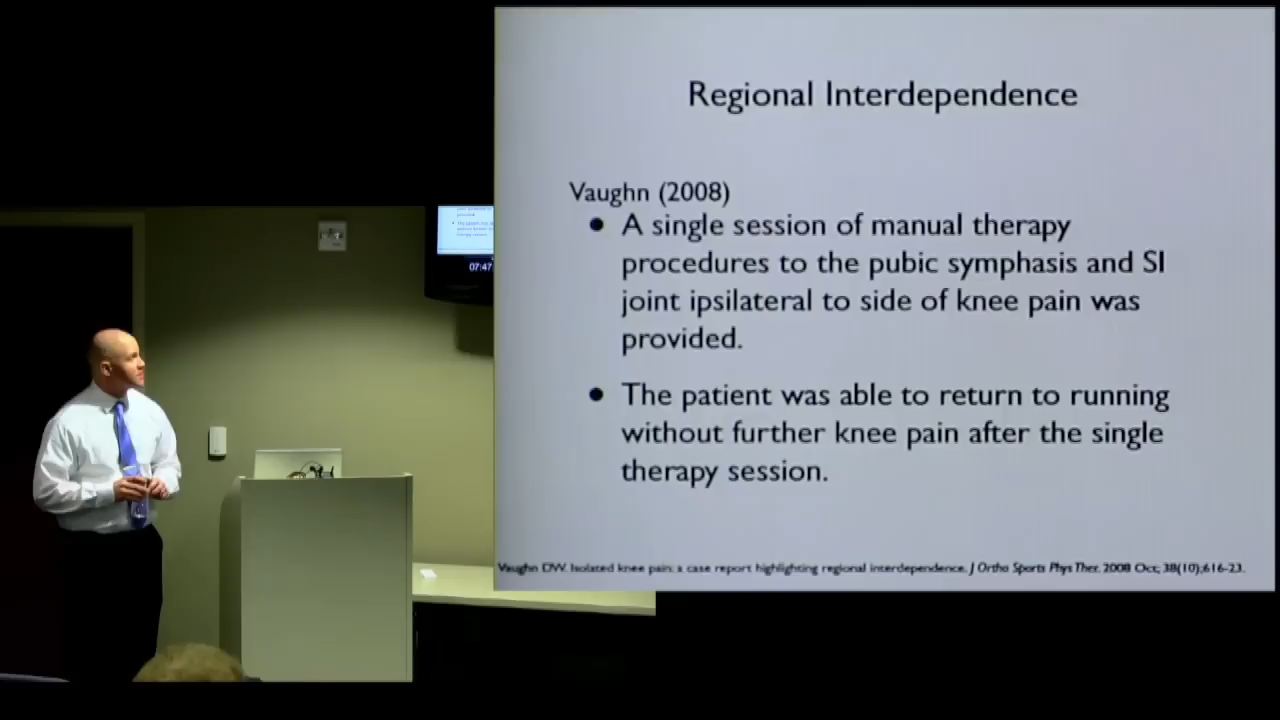 Regional Interdependence
Vaughn (2008)
● A single session of manual therapy
procedures to the pubic symphasis and SI
joint ipsilateral to side of knee pain was
provided.
● The patient was able to return to running
without further knee pain after the single
therapy session.
Vaughn DW. Isolated knee pain: a case report highlighting regional interdependence. J Ortho Sports Phys Ther. 2008 Oct; 38(10);616-23.
07:47